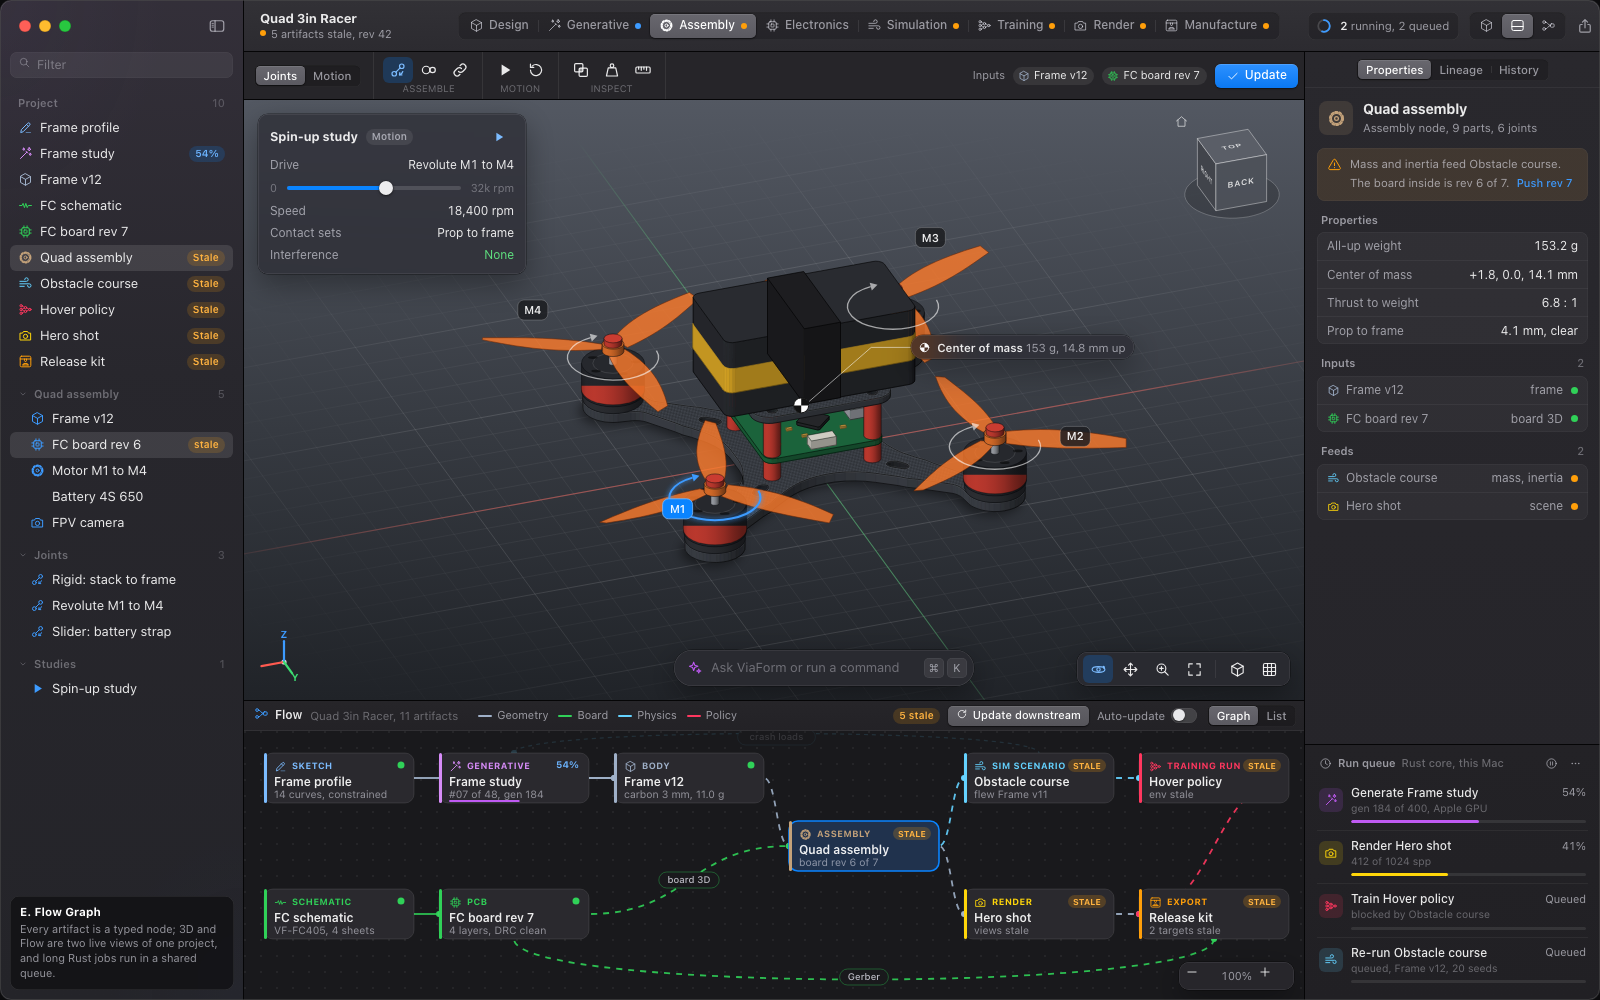 Quad 3in Racer
5 artifacts stale, rev 42
Design
Generative
Assembly
Electronics
Simulation
Training
Render
Manufacture
2 running, 2 queued
Filter
Project 10
Frame profile
Frame study 54%
Frame v12
FC schematic
FC board rev 7
Quad assembly Stale
Obstacle course Stale
Hover policy Stale
Hero shot Stale
Release kit Stale
Quad assembly 5
Frame v12
FC board rev 6 stale
Motor M1 to M4
Battery 4S 650
FPV camera
Joints 3
Rigid: stack to frame
Revolute M1 to M4
Slider: battery strap
Studies 1
Spin-up study
E. Flow Graph
Every artifact is a typed node; 3D and
Flow are two live views of one project,
and long Rust jobs run in a shared
queue.
Joints Motion
ASSEMBLE
MOTION
INSPECT
Inputs Frame v12 FC board rev 7 Update
Spin-up study Motion
Drive Revolute M1 to M4
0 32k rpm
Speed 18,400 rpm
Contact sets Prop to frame
Interference None
TOP
BACK
M3
M4
Center of mass 153 g, 14.8 mm up
M2
M1
Z
Y
Ask ViaForm or run a command ⌘ K
Flow Quad 3in Racer, 11 artifacts
Geometry Board Physics Policy
5 stale Update downstream Auto-update Graph List
crash loads
SKETCH
Frame profile
14 curves, constrained
GENERATIVE 54%
Frame study
#07 of 48, gen 184
BODY
Frame v12
carbon 3 mm, 11.0 g
SIM SCENARIO STALE
Obstacle course
flew Frame v11
TRAINING RUN STALE
Hover policy
env stale
ASSEMBLY STALE
Quad assembly
board rev 6 of 7
board 3D
SCHEMATIC
FC schematic
VF-FC405, 4 sheets
PCB
FC board rev 7
4 layers, DRC clean
RENDER STALE
Hero shot
views stale
EXPORT STALE
Release kit
2 targets stale
Gerber
− 100% +
Properties Lineage History
Quad assembly
Assembly node, 9 parts, 6 joints
Mass and inertia feed Obstacle course.
The board inside is rev 6 of 7. Push rev 7
Properties
All-up weight 153.2 g
Center of mass +1.8, 0.0, 14.1 mm
Thrust to weight 6.8 : 1
Prop to frame 4.1 mm, clear
Inputs 2
Frame v12 frame
FC board rev 7 board 3D
Feeds 2
Obstacle course mass, inertia
Hero shot scene
Run queue Rust core, this Mac
Generate Frame study 54%
gen 184 of 400, Apple GPU
Render Hero shot 41%
412 of 1024 spp
Train Hover policy Queued
blocked by Obstacle course
Re-run Obstacle course Queued
queued, Frame v12, 20 seeds